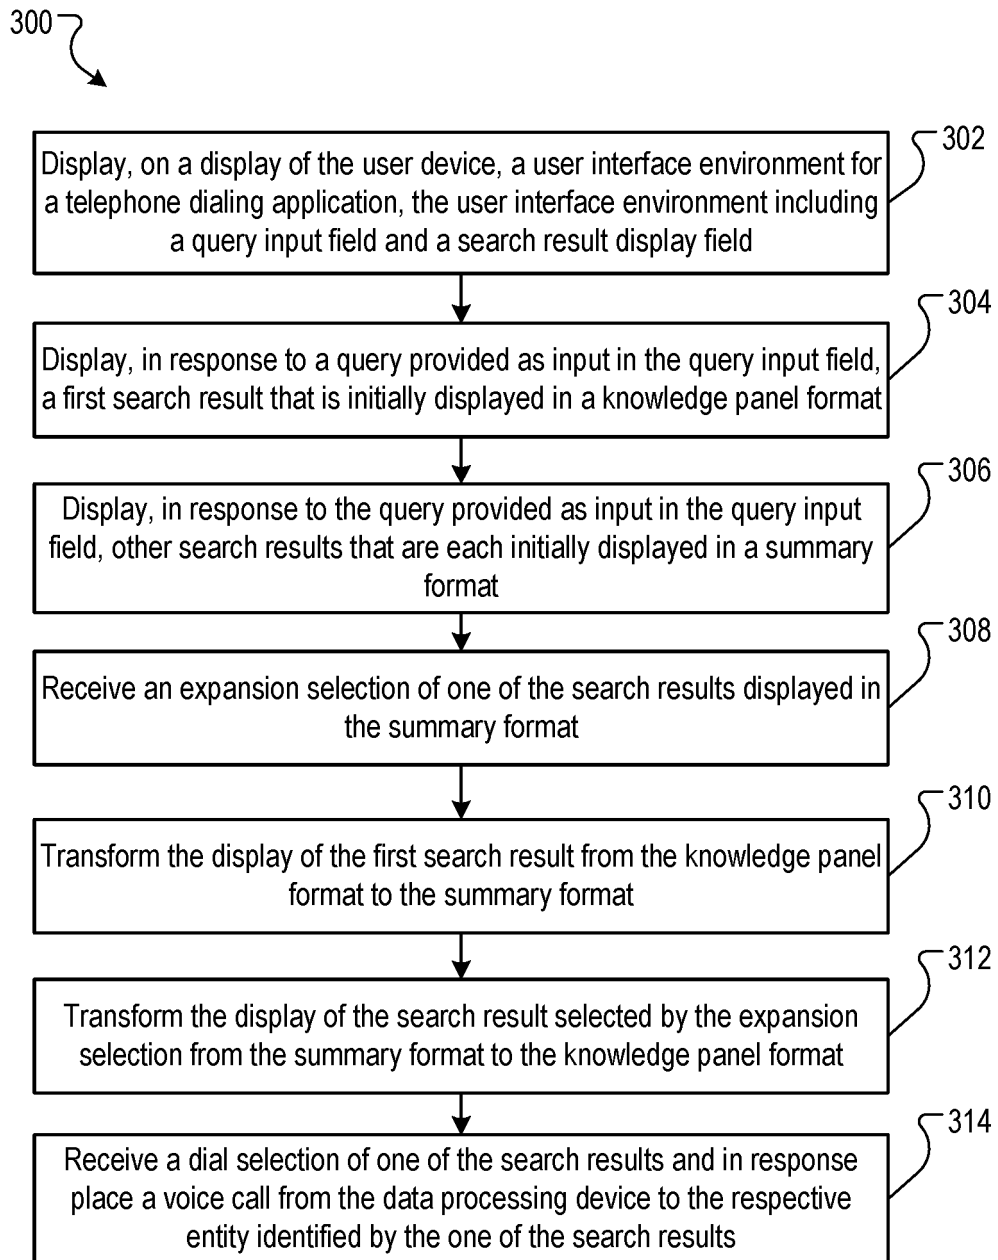 300
302
Display, on a display of the user device, a user interface environment for
a telephone dialing application, the user interface environment including
a query input field and a search result display field
304
Display, in response to a query provided as input in the query input field,
a first search result that is initially displayed in a knowledge panel format
306
Display, in response to the query provided as input in the query input
field, other search results that are each initially displayed in a summary
format
308
Receive an expansion selection of one of the search results displayed in
the summary format
310
Transform the display of the first search result from the knowledge panel
format to the summary format
312
Transform the display of the search result selected by the expansion
selection from the summary format to the knowledge panel format
314
Receive a dial selection of one of the search results and in response
place a voice call from the data processing device to the respective
entity identified by the one of the search results